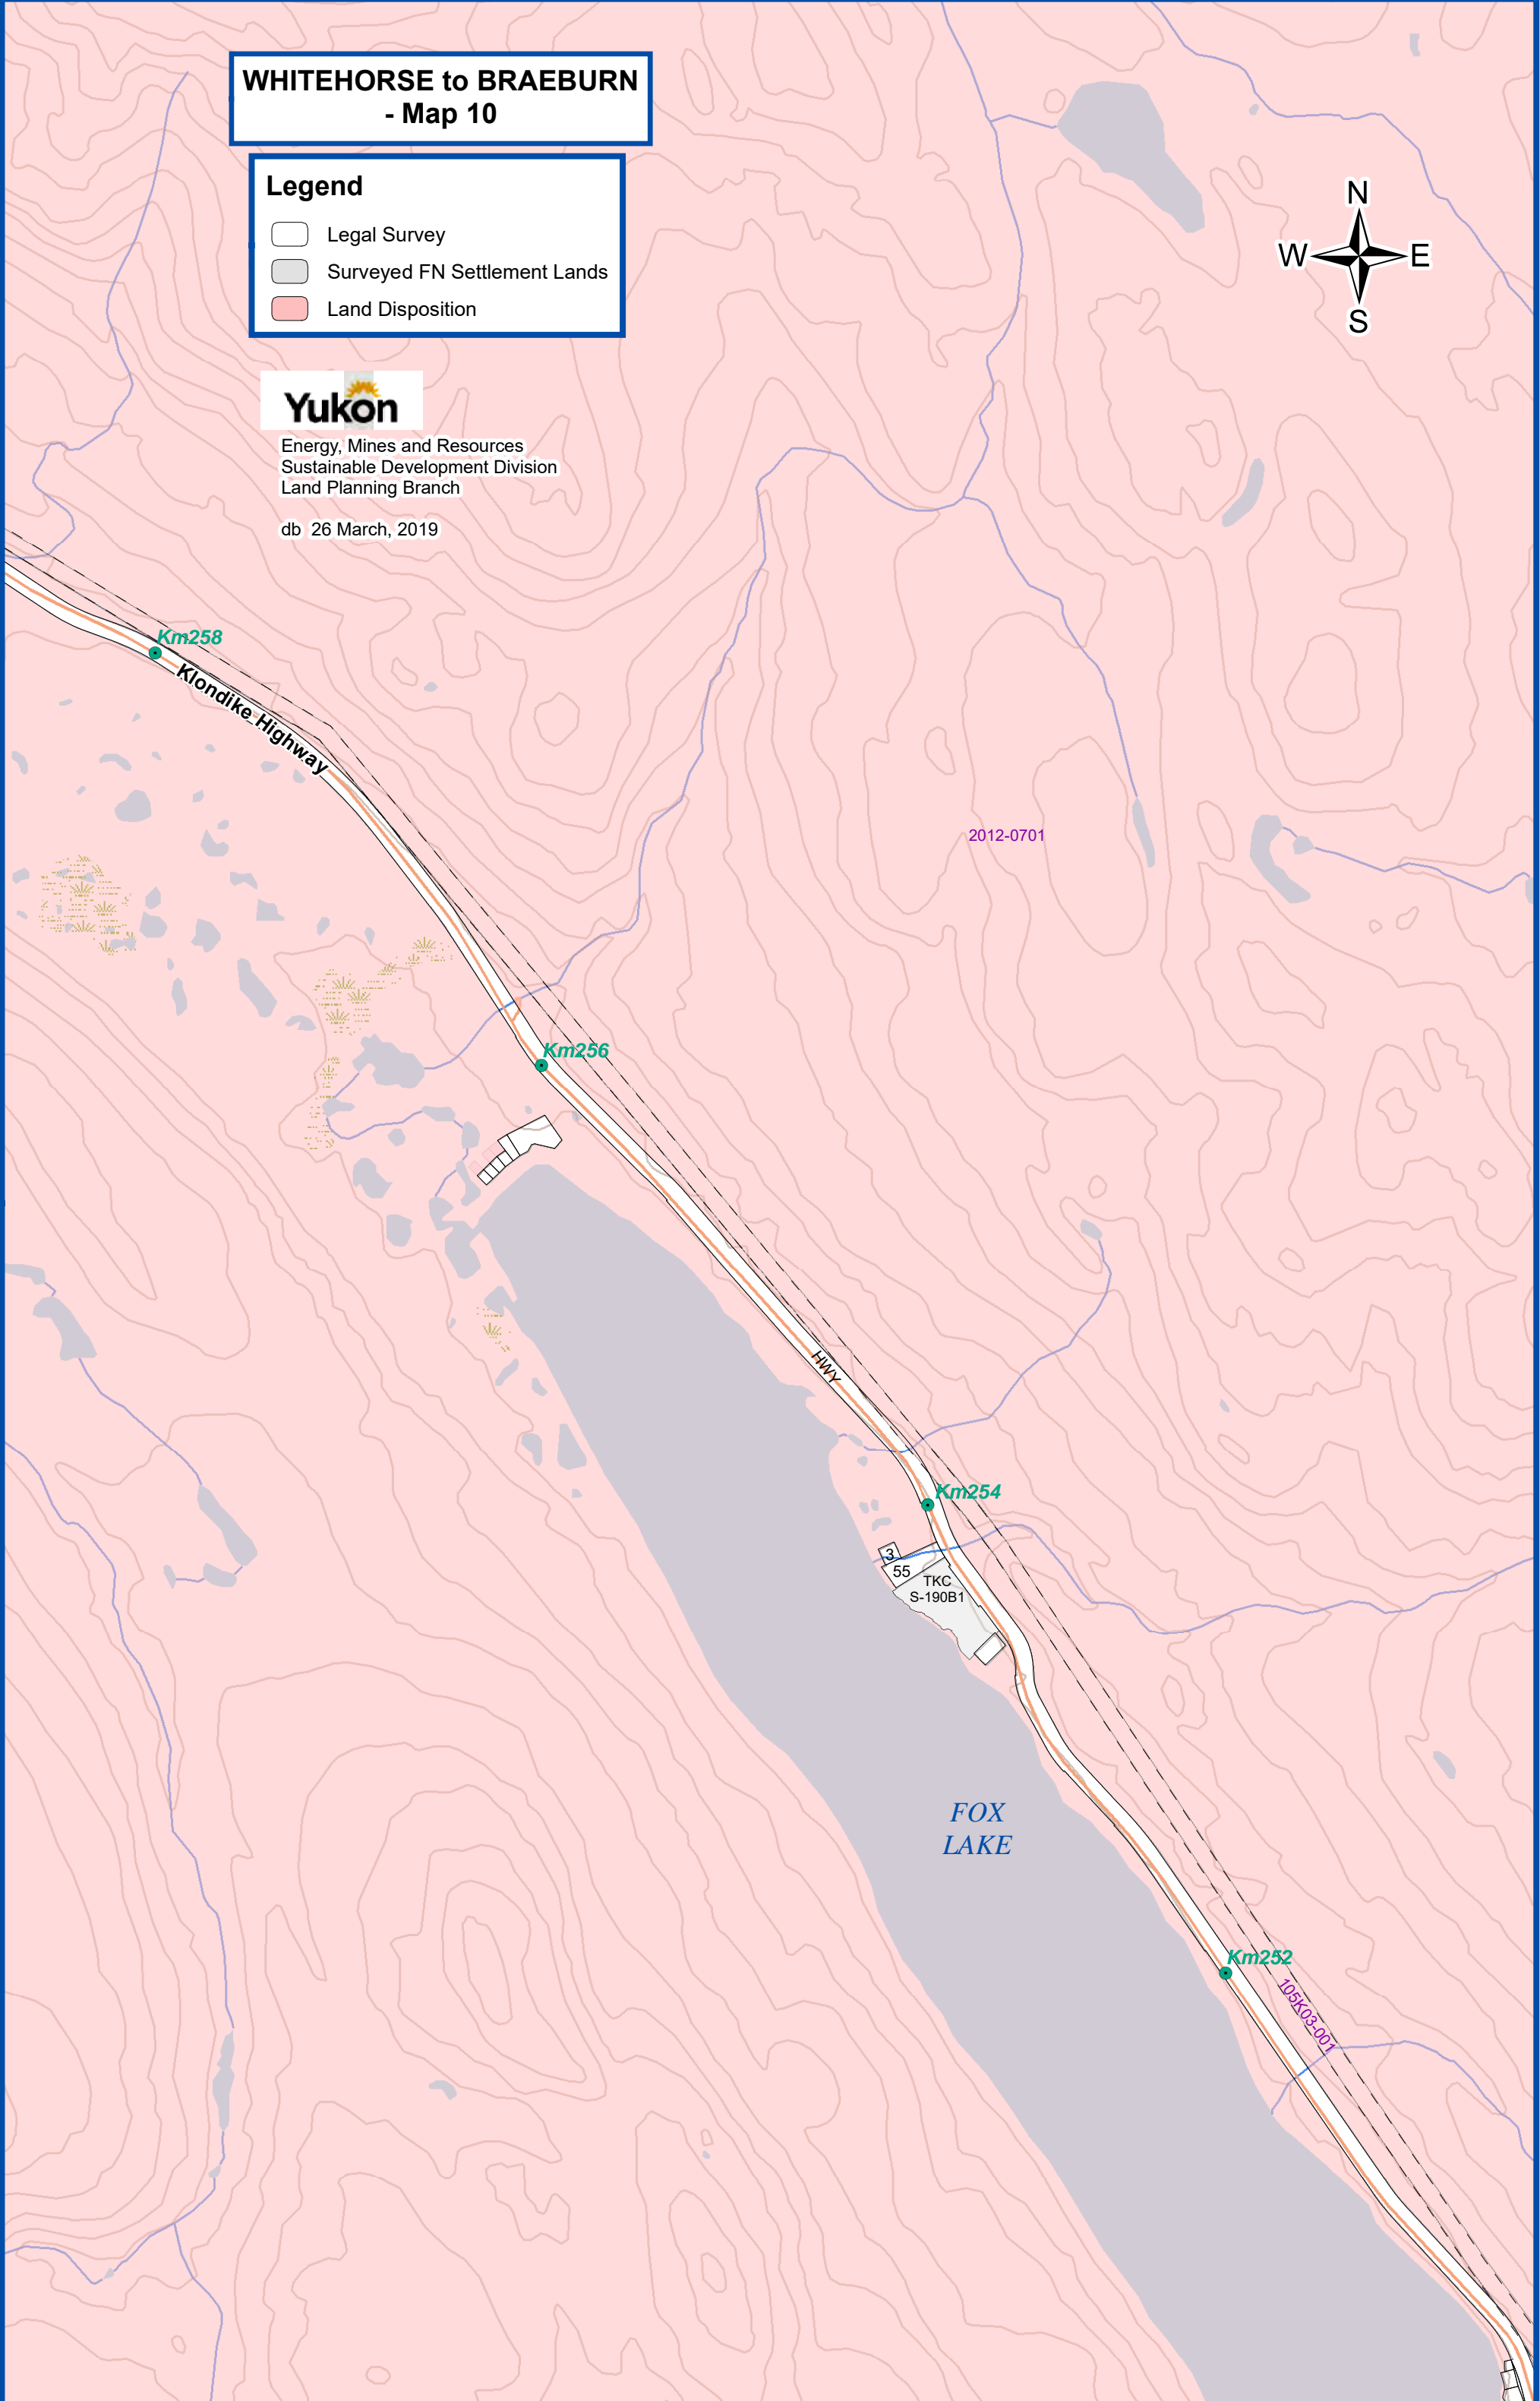 WHITEHORSE to BRAEBURN
- Map 10
Legend
Legal Survey
Surveyed FN Settlement Lands
Land Disposition
N
W E
S
Yukon
Energy, Mines and Resources
Sustainable Development Division
Land Planning Branch
db 26 March, 2019
Km258
Klondike Highway
2012-0701
Km256
HWY
Km254
3
55
TKC
S-190B1
FOX
LAKE
Km252
105K03-001